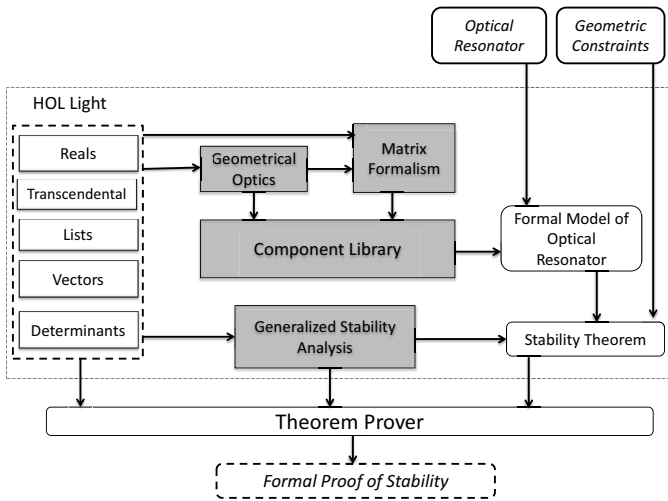 Optical
Resonator
Geometric
Constraints
HOL Light
Reals
Transcendental
Lists
Vectors
Determinants
Geometrical
Optics
Matrix
Formalism
Component Library
Formal Model of
Optical
Resonator
Generalized Stability
Analysis
Stability Theorem
Theorem Prover
Formal Proof of Stability